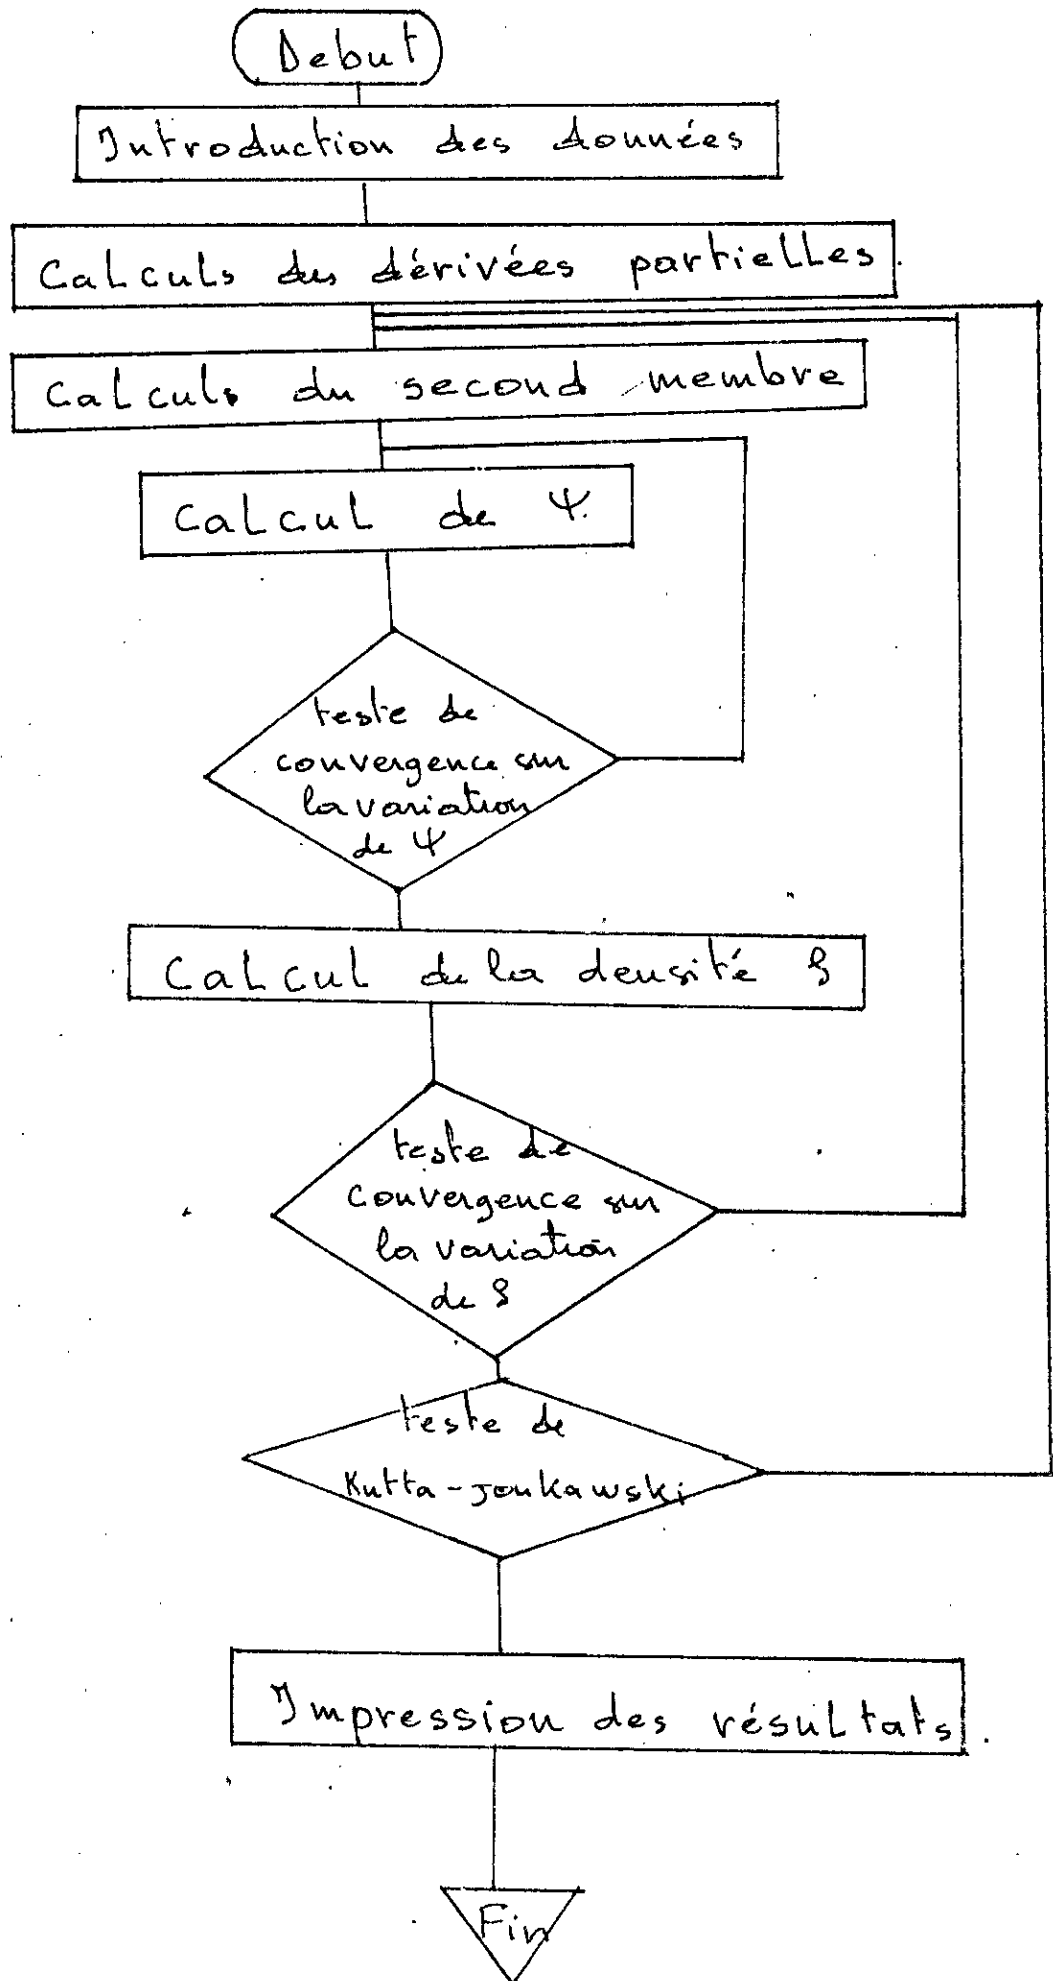 Debut
Introduction des données
Calculs des dérivées partielles.
Calculs du second membre
Calcul de Ψ.
teste de
convergence sur
la variation
de Ψ
Calcul de la densité ρ
teste de
convergence sur
la variation
de ρ
teste de
Kutta-Joukawski
Impression des résultats.
Fin